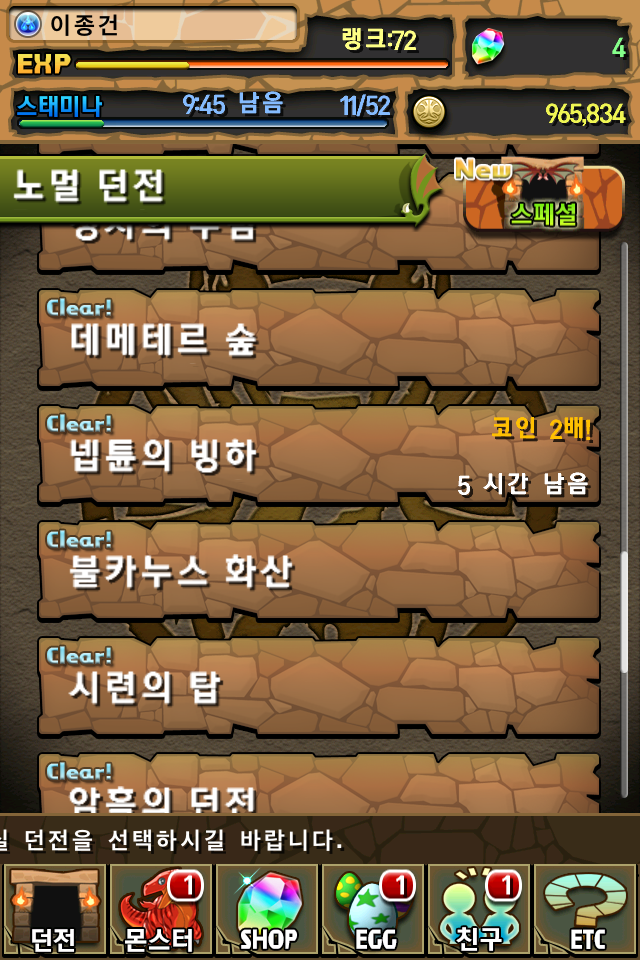 이종건
랭크:72
4
EXP
스태미나 9:45 남음 11/52
965,834
노멀 던전
New
스페셜
Clear!
데메테르 숲
Clear!
코인 2배!
넵튠의 빙하
5 시간 남음
Clear!
불카누스 화산
Clear!
시련의 탑
Clear!
암흑의 던전
던전을 선택하시길 바랍니다.
1
1
1
던전
몬스터
SHOP
EGG
친구
ETC